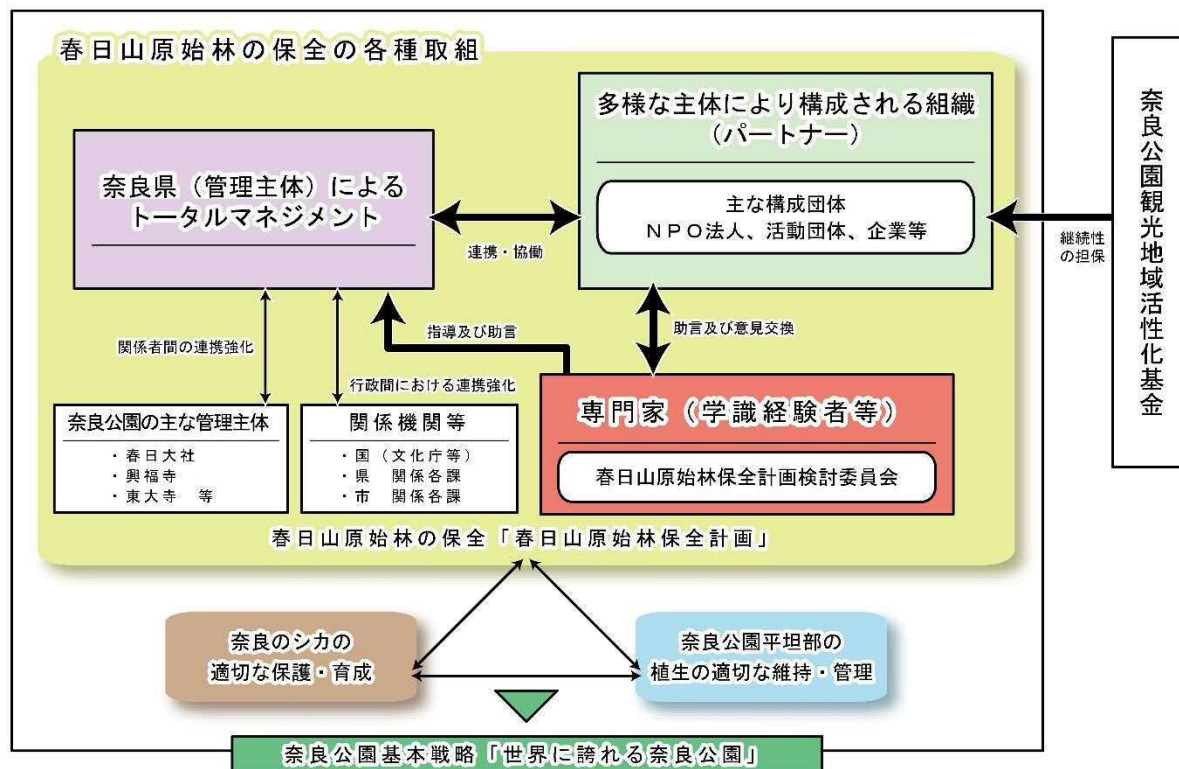 春日山原始林の保全の各種取組
奈良県（管理主体）による
トータルマネジメント
多様な主体により構成される組織
（パートナー）
主な構成団体
ＮＰＯ法人、活動団体、企業等
連携・協働
継続性
の担保
奈良公園観光地域活性化基金
関係者間の連携強化
指導及び助言
助言及び意見交換
行政間における連携強化
奈良公園の主な管理主体
・春日大社
・興福寺
・東大寺　等
関係機関等
・国（文化庁等）
・県　関係各課
・市　関係各課
専門家（学識経験者等）
春日山原始林保全計画検討委員会
春日山原始林の保全「春日山原始林保全計画」
奈良のシカの
適切な保護・育成
奈良公園平坦部の
植生の適切な維持・管理
奈良公園基本戦略「世界に誇れる奈良公園」